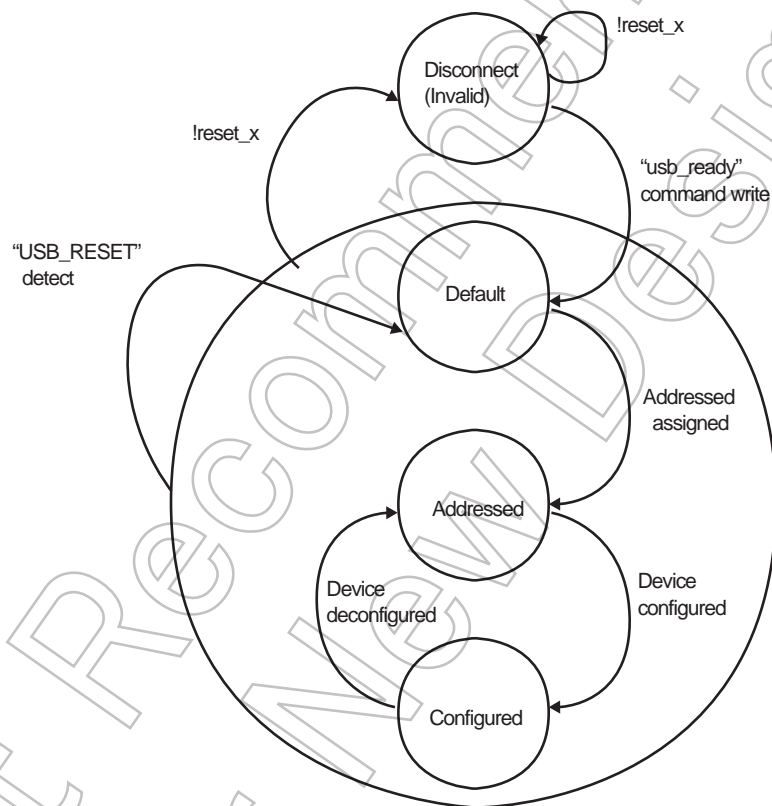 !reset_x
Disconnect
(Invalid)
!reset_x
"usb_ready"
command write
“USB_RESET”
detect
Default
Addressed
assigned
Addressed
Device
deconfigured
Device
configured
Configured